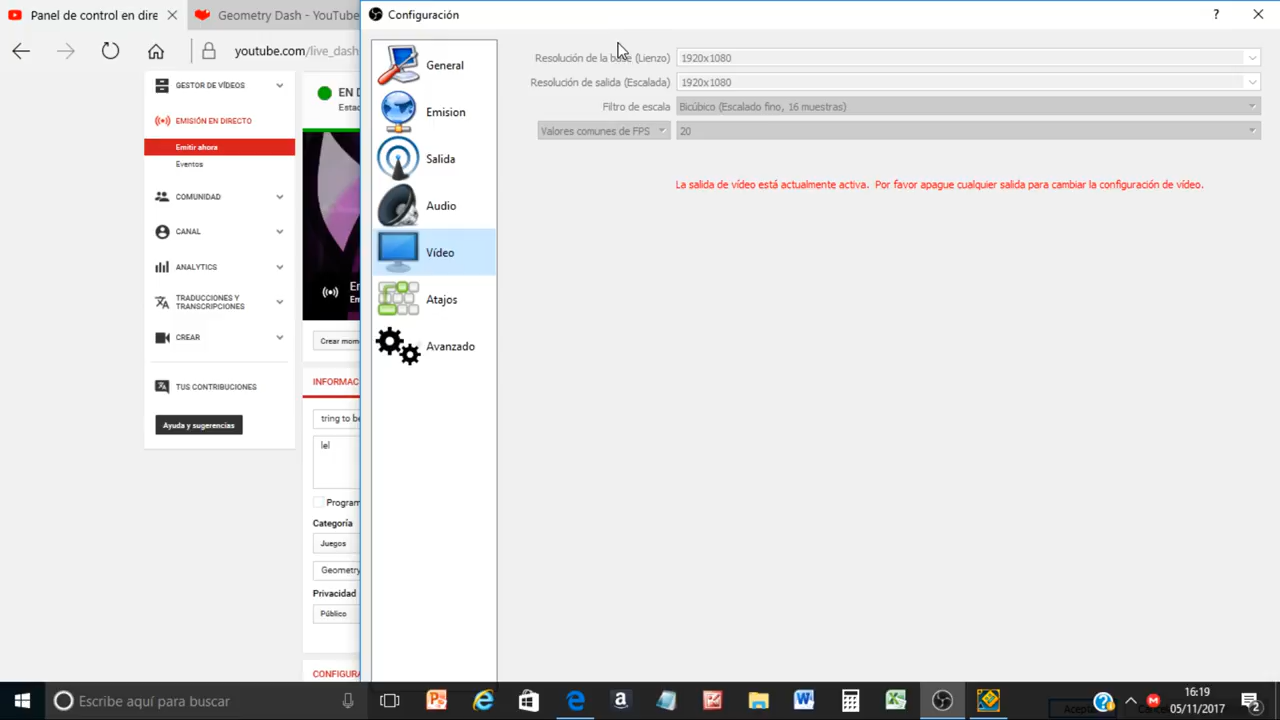 Panel de control en dire
Geometry Dash - YouTube
Configuración
youtube.com/live_dash
GESTOR DE VÍDEOS
EMISIÓN EN DIRECTO
Emitir ahora
Eventos
COMUNIDAD
CANAL
ANALYTICS
TRADUCCIONES Y
TRANSCRIPCIONES
CREAR
TUS CONTRIBUCIONES
Ayuda y sugerencias
EN D
Estac
Crear mom
INFORMAC
tring to be
lel
Program
Categoría
Juegos
Geometry
Privacidad
Público
CONFIGURA
General
Emision
Salida
Audio
Vídeo
Atajos
Avanzado
Resolución de la base (Lienzo) 1920x1080
Resolución de salida (Escalada) 1920x1080
Filtro de escala Bicúbico (Escalado fino, 16 muestras)
Valores comunes de FPS 20
La salida de vídeo está actualmente activa. Por favor apague cualquier salida para cambiar la configuración de vídeo.
Escribe aquí para buscar
16:19
05/11/2017